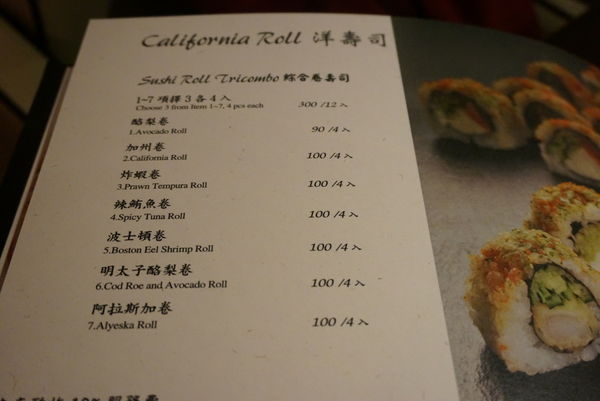 California Roll 洋壽司
Sushi Roll Tricombo 綜合卷壽司
1~7 項擇 3 各 4 入
Choose 3 from Item 1~7, 4 pcs each 300 /12 入
酪梨卷
1.Avocado Roll 90 /4 入
加州卷
2.California Roll 100 /4 入
炸蝦卷
3.Prawn Tempura Roll 100 /4 入
辣鮪魚卷
4.Spicy Tuna Roll 100 /4 入
波士頓卷
5.Boston Eel Shrimp Roll 100 /4 入
明太子酪梨卷
6.Cod Roe and Avocado Roll 100 /4 入
阿拉斯加卷
7.Alyeska Roll 100 /4 入